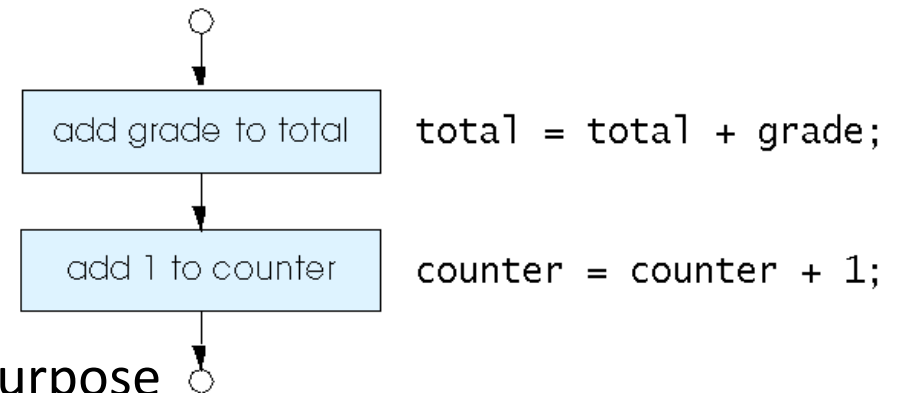 add grade to total total = total + grade;
add 1 to counter counter = counter + 1;